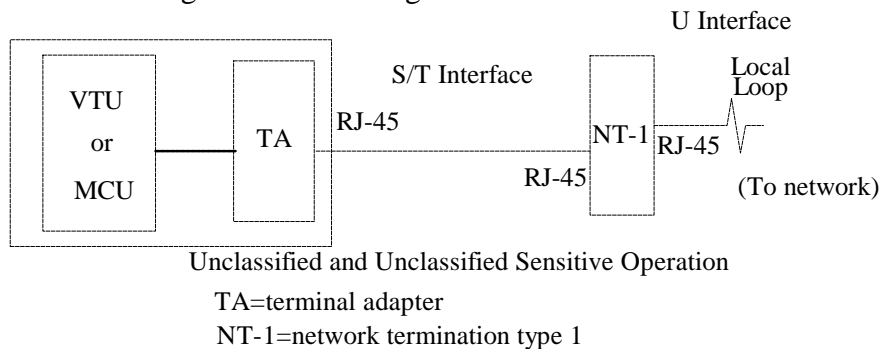 U Interface
S/T Interface
Local
Loop
VTU
or
MCU
TA
RJ-45
NT-1
RJ-45
RJ-45
(To network)
Unclassified and Unclassified Sensitive Operation
TA=terminal adapter
NT-1=network termination type 1